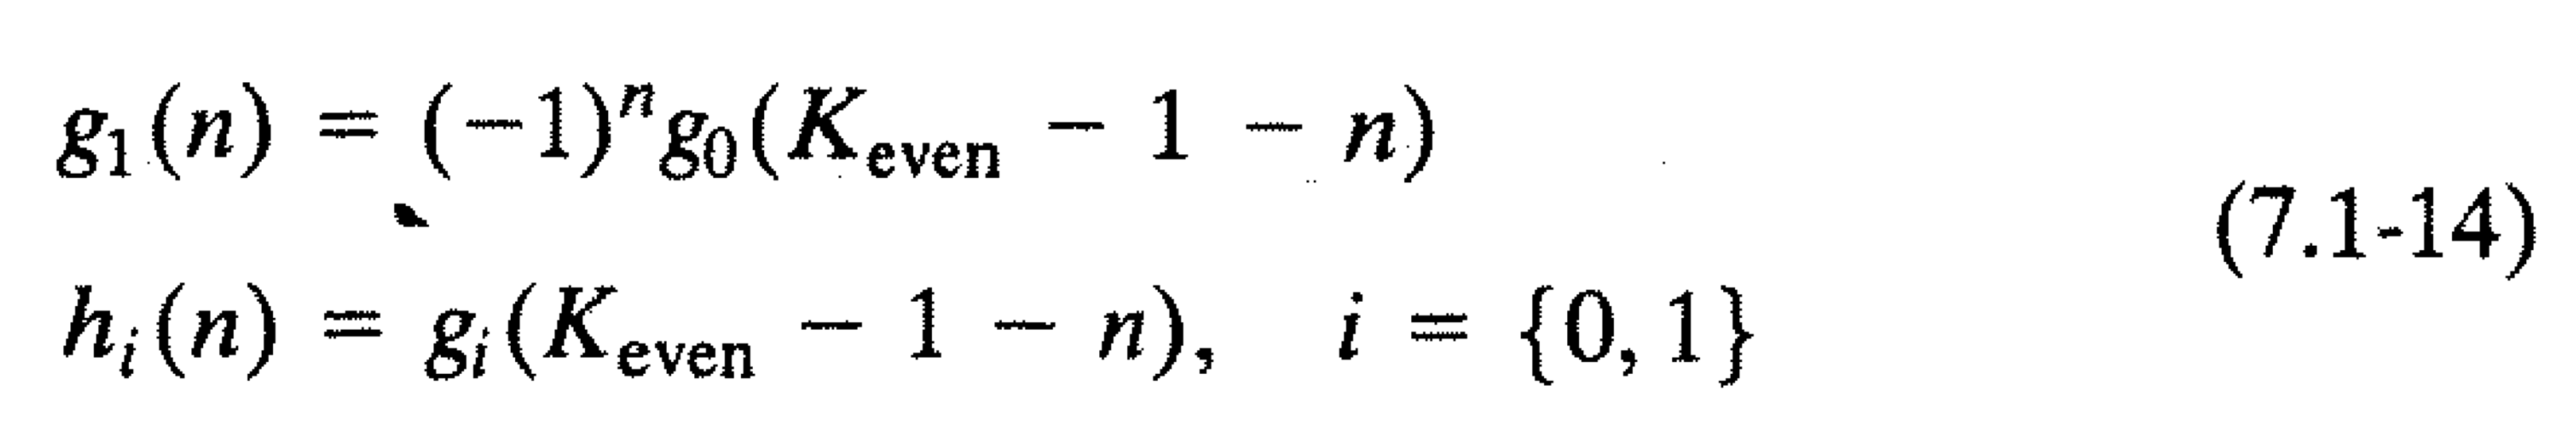 g₁(n) = (−1)ⁿg₀(K_even − 1 − n)
(7.1-14)
hᵢ(n) = gᵢ(K_even − 1 − n), i = {0, 1}